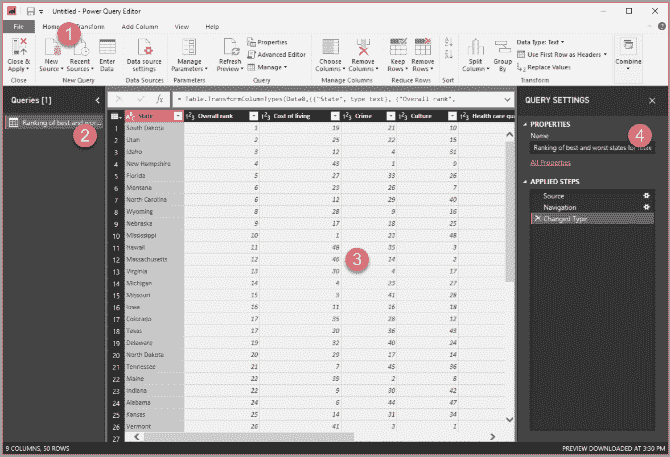 Untitled - Power Query Editor
File Home Transform Add Column View Help
1
Close & Apply
New Source
Recent Sources
Enter Data
Data source settings
Manage Parameters
Refresh Preview
Properties
Advanced Editor
Manage
Choose Columns
Remove Columns
Keep Rows
Remove Rows
Split Column
Group By
Data Type: Text
Use First Row as Headers
Replace Values
Combine
Close New Query Data Sources Parameters Query Manage Columns Reduce Rows Sort Transform
Queries [1]
Ranking of best and wor...
2
= Table.TransformColumnTypes(Data0,{{"State", type text}, {"Overall rank",
State Overall rank Cost of living Crime Culture Health care qu
1 South Dakota 1 19 21 10
2 Utah 2 25 22 15
3 Idaho 3 12 4 31
4 New Hampshire 4 43 1 9
5 Florida 5 27 33 26
6 Montana 6 23 26 7
7 North Carolina 6 12 29 40
8 Wyoming 8 28 9 16
9 Nebraska 9 17 18 25
10 Mississippi 10 1 23 48
11 Hawaii 11 48 35 3
12 Massachusetts 12 46 14 2
13 Virginia 13 30 4 17
14 Michigan 14 4 23 27
15 Missouri 15 3 41 28
16 Iowa 16 11 16 18
17 Colorado 17 35 28 12
18 Texas 17 20 36 43
19 Delaware 19 32 40 24
20 North Dakota 20 29 17 14
21 Tennessee 21 7 45 36
22 Maine 22 39 2 8
23 Indiana 22 9 30 42
24 Alabama 24 6 44 47
25 Kansas 25 14 31 34
26 Vermont 26 41 3 1
27
3
QUERY SETTINGS
PROPERTIES
Name
4
Ranking of best and worst states for retire
All Properties
APPLIED STEPS
Source
Navigation
Changed Type
9 COLUMNS, 50 ROWS
PREVIEW DOWNLOADED AT 3:30 PM